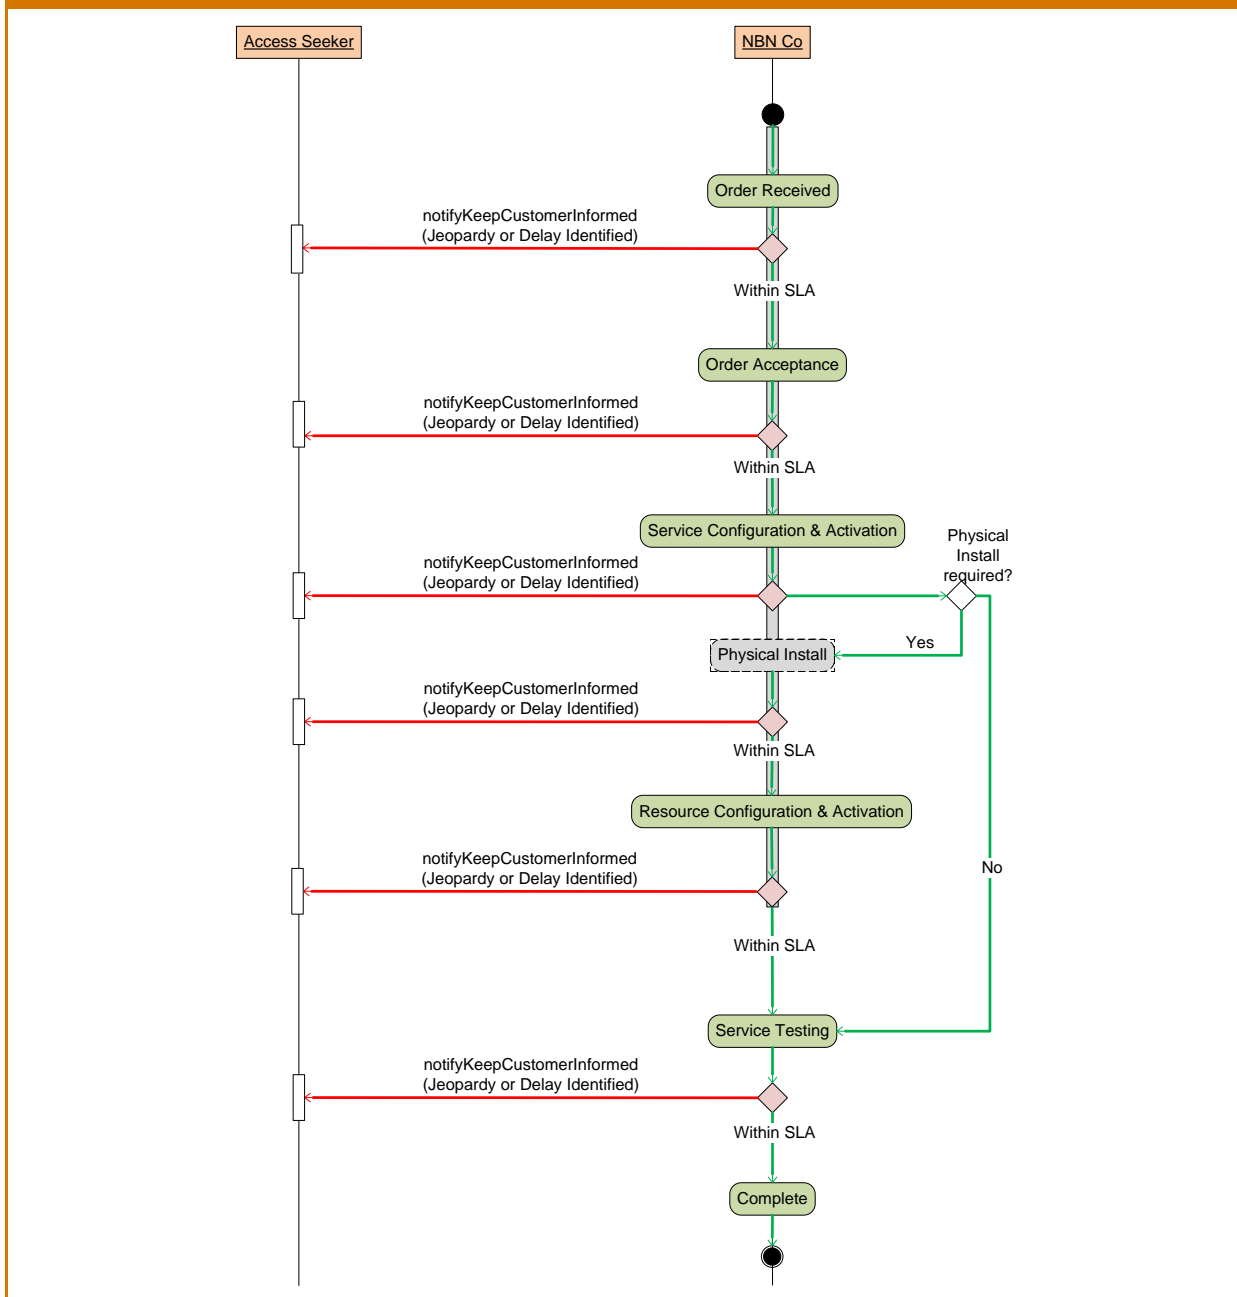 Access Seeker
NBN Co
Order Received
notifyKeepCustomerInformed
(Jeopardy or Delay Identified)
Within SLA
Order Acceptance
notifyKeepCustomerInformed
(Jeopardy or Delay Identified)
Within SLA
Service Configuration & Activation
Physical
Install
required?
notifyKeepCustomerInformed
(Jeopardy or Delay Identified)
Yes
Physical Install
notifyKeepCustomerInformed
(Jeopardy or Delay Identified)
Within SLA
Resource Configuration & Activation
notifyKeepCustomerInformed
(Jeopardy or Delay Identified)
No
Within SLA
Service Testing
notifyKeepCustomerInformed
(Jeopardy or Delay Identified)
Within SLA
Complete